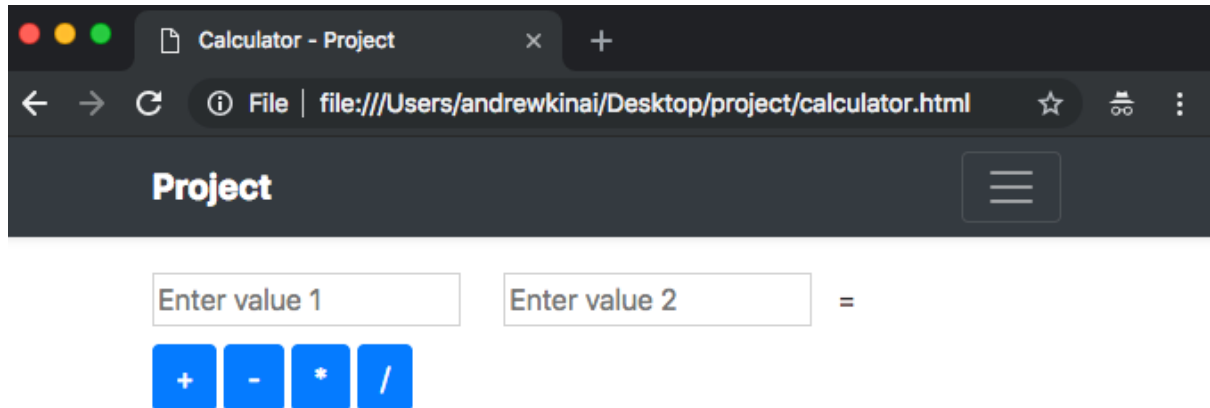 Calculator - Project
File | file:///Users/andrewkinai/Desktop/project/calculator.html
Project
Enter value 1 Enter value 2 =
+ - * /